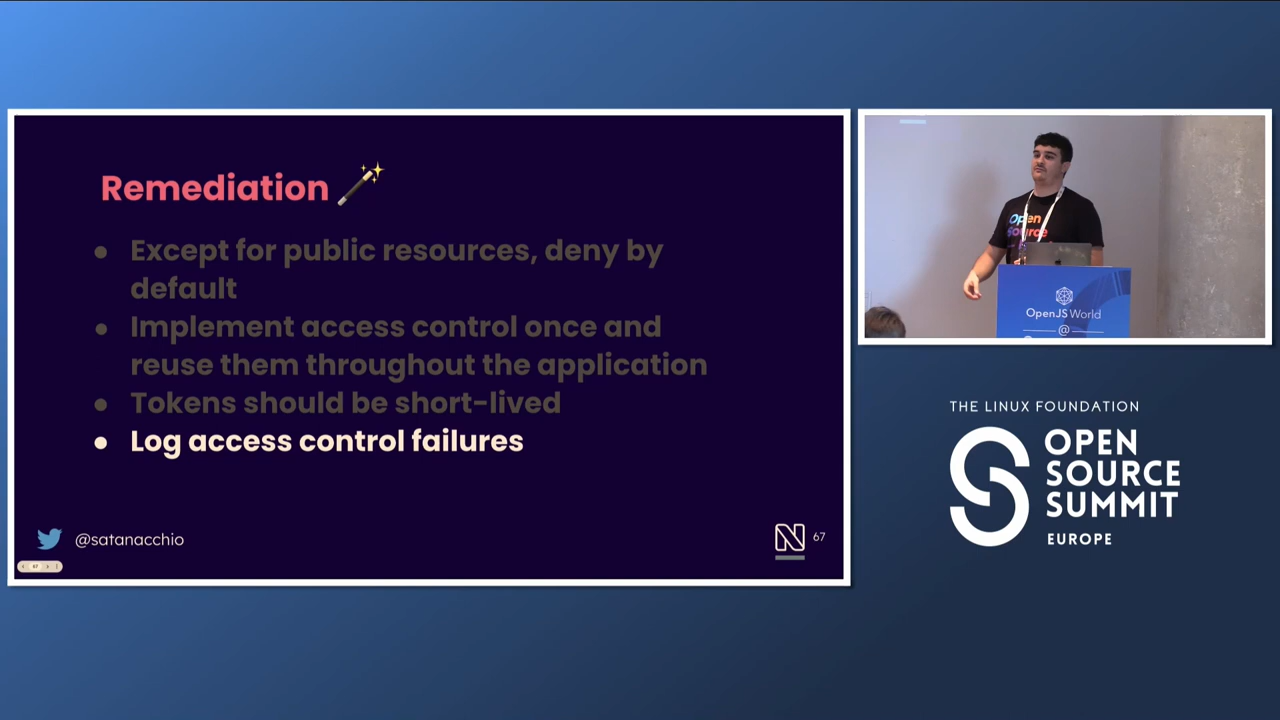 Remediation
Except for public resources, deny by
default
Implement access control once and
reuse them throughout the application
Tokens should be short-lived
Log access control failures
@satanacchio
67
67
Open
Source
OpenJS World
@
THE LINUX FOUNDATION
OPEN
SOURCE
SUMMIT
EUROPE